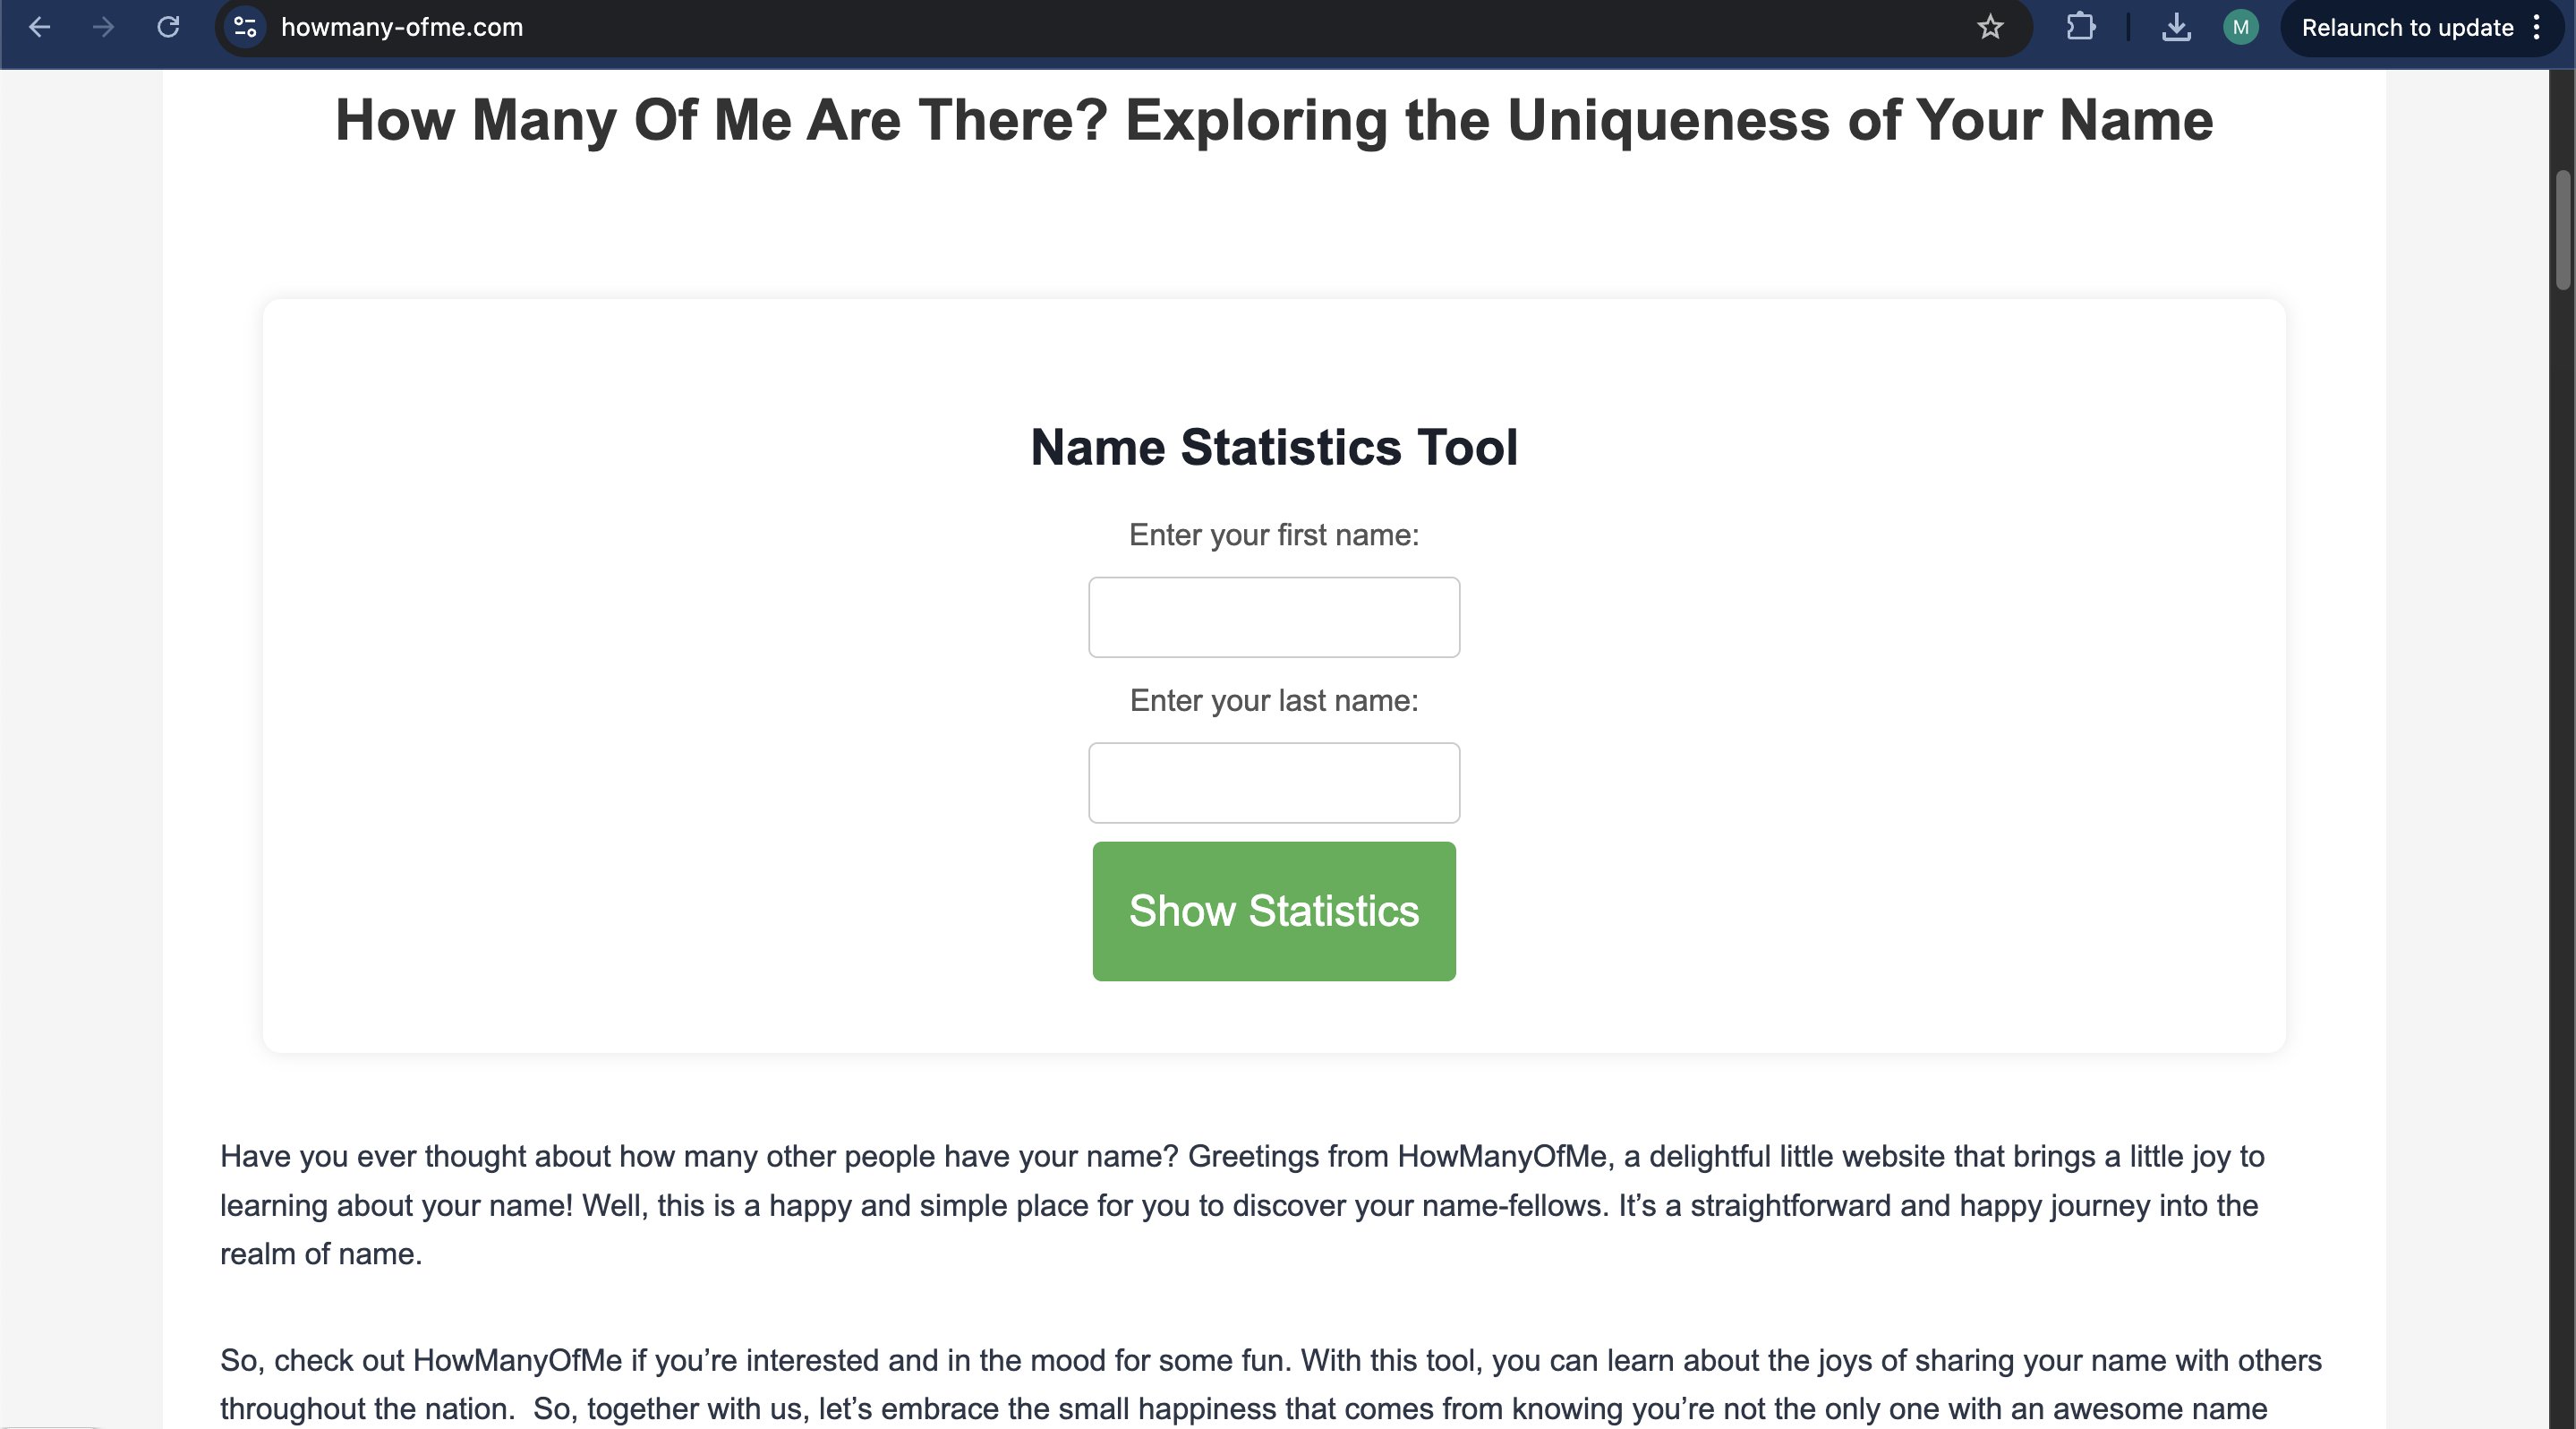 howmany-ofme.com
M
Relaunch to update
How Many Of Me Are There? Exploring the Uniqueness of Your Name
Name Statistics Tool
Enter your first name:
Enter your last name:
Show Statistics
Have you ever thought about how many other people have your name? Greetings from HowManyOfMe, a delightful little website that brings a little joy to
learning about your name! Well, this is a happy and simple place for you to discover your name-fellows. It’s a straightforward and happy journey into the
realm of name.
So, check out HowManyOfMe if you’re interested and in the mood for some fun. With this tool, you can learn about the joys of sharing your name with others
throughout the nation.  So, together with us, let’s embrace the small happiness that comes from knowing you’re not the only one with an awesome name